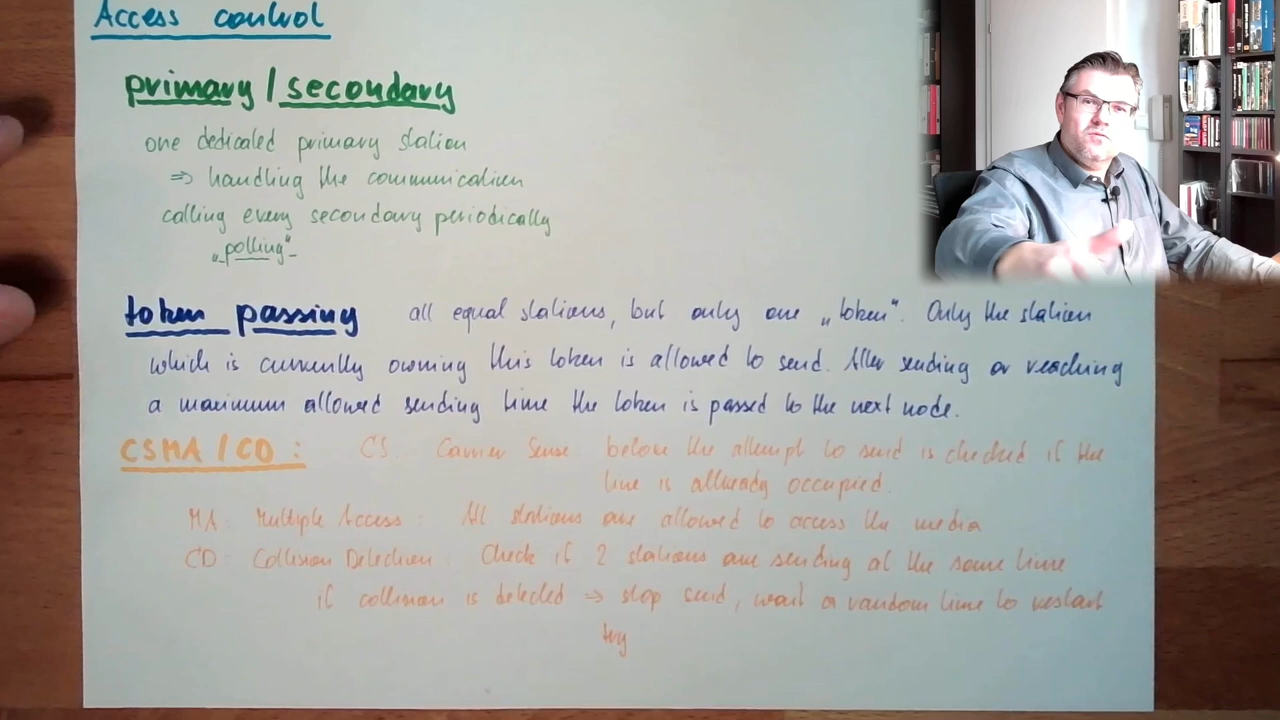 Access control
primary / secondary
one dedicated primary station
⇒ handling the communication
calling every secondary periodically
„polling"
token passing all equal stations, but only one „token". Only the station
which is currently owning this token is allowed to send. After sending or reaching
a maximum allowed sending time the token is passed to the next node.
CSMA / CD : CS Carrier Sense before the attempt to send is checked if the
line is allready occupied.
MA : Multiple Access : All stations are allowed to access the media
CD : Collision Detection : Check if 2 stations are sending at the same time
if collision is detected ⇒ stop send, wait a random time to restart
try